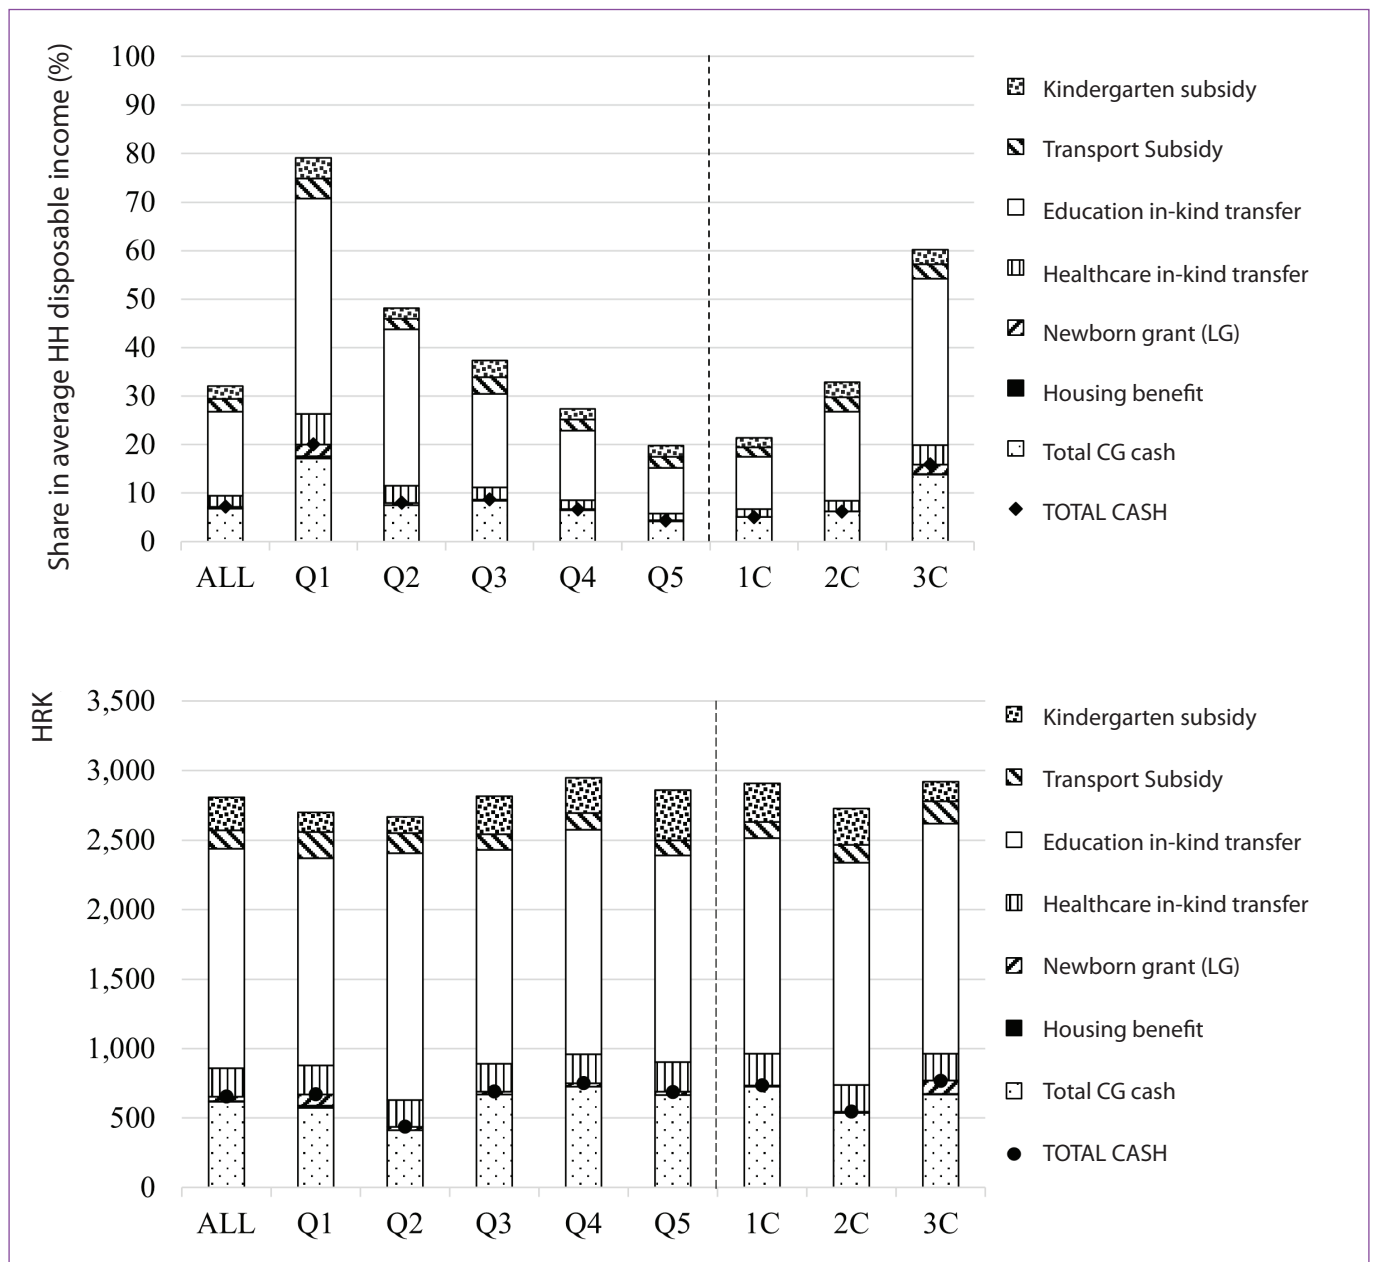 Share in average HH disposable income (%)
100
90
80
70
60
50
40
30
20
10
0
ALL Q1 Q2 Q3 Q4 Q5 1C 2C 3C
Kindergarten subsidy
Transport Subsidy
Education in-kind transfer
Healthcare in-kind transfer
Newborn grant (LG)
Housing benefit
Total CG cash
TOTAL CASH
HRK
3,500
3,000
2,500
2,000
1,500
1,000
500
0
ALL Q1 Q2 Q3 Q4 Q5 1C 2C 3C
Kindergarten subsidy
Transport Subsidy
Education in-kind transfer
Healthcare in-kind transfer
Newborn grant (LG)
Housing benefit
Total CG cash
TOTAL CASH